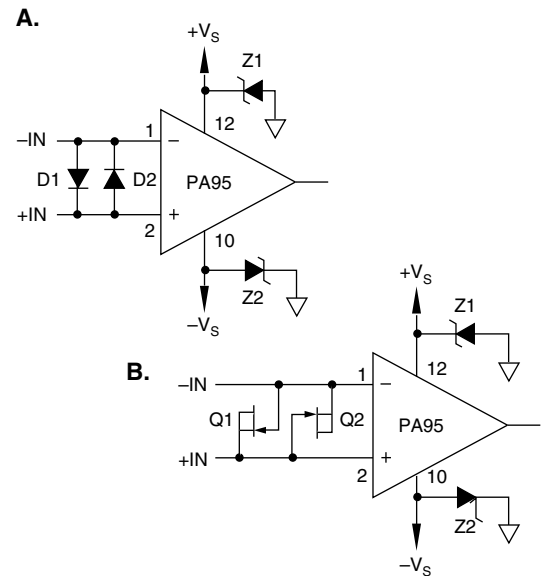 A.
+VS
Z1
12
–IN
1
–
D1
D2
PA95
+IN
+
2
10
Z2
–VS
B.
+VS
Z1
12
–IN
1
–
Q1
Q2
PA95
+IN
+
2
10
Z2
–VS